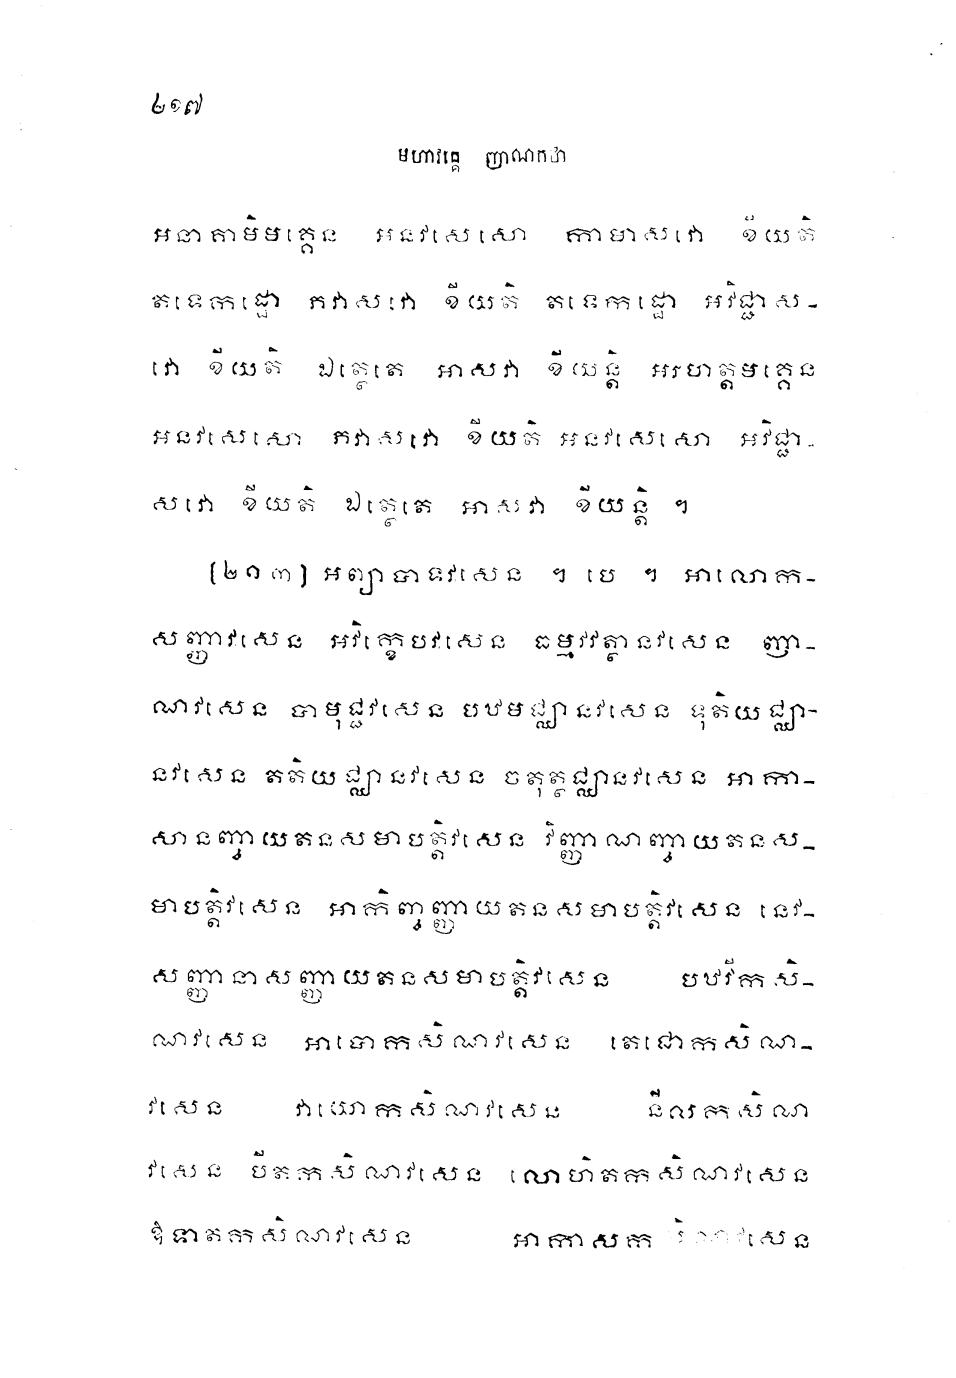 ២១៧
មហាវគ្គេ ញាណកថា
អនាគាមិមគ្គេន អនវសេសោ កាមាសវោ ខីយតិ
តទេកដ្ឋោ ភវាសវោ ខីយតិ តទេកដ្ឋោ អវិជ្ជាស-
វោ ខីយតិ ឯត្ថេតេ អាសវា ខីយន្តិ អរហត្តមគ្គេន
អនវសេសោ ភវាសវោ ខីយតិ អនវសេសោ អវិជ្ជា-
សវោ ខីយតិ ឯត្ថេតេ អាសវា ខីយន្តិ ។
(២១៣) អព្យាបាទវសេន ។ បេ ។ អាលោក-
សញ្ញាវសេន អវិក្ខេបវសេន ធម្មវវត្ថានវសេន ញា-
ណវសេន បាមុជ្ជវសេន បឋមជ្ឈានវសេន ទុតិយជ្ឈា-
នវសេន តតិយជ្ឈានវសេន ចតុត្ថជ្ឈានវសេន អាកា-
សានញ្ចាយតនសមាបត្តិវសេន វិញ្ញាណញ្ចាយតនស-
មាបត្តិវសេន អាកិញ្ចញ្ញាយតនសមាបត្តិវសេន នេវ-
សញ្ញានាសញ្ញាយតនសមាបត្តិវសេន បឋវីកសិ-
ណវសេន អាបោកសិណវសេន តេជោកសិណ-
វសេន វាយោកសិណវសេន នីលកសិណ
វសេន បីតកសិណវសេន លោហិតកសិណវសេន
ឱទាតកសិណវសេន អាកាសកសិណវសេន